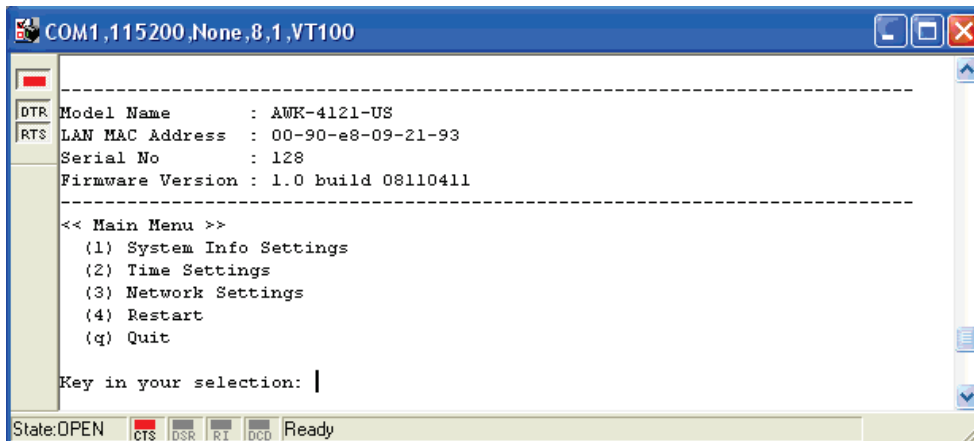 COM1,115200,None,8,1,VT100
DTR
RTS
--------------------------------------------------------------------------
Model Name : AWK-4121-US
LAN MAC Address : 00-90-e8-09-21-93
Serial No : 128
Firmware Version : 1.0 build 08110411
--------------------------------------------------------------------------
<< Main Menu >>
(1) System Info Settings
(2) Time Settings
(3) Network Settings
(4) Restart
(q) Quit
Key in your selection:
State:OPEN CTS DSR RI DCD Ready